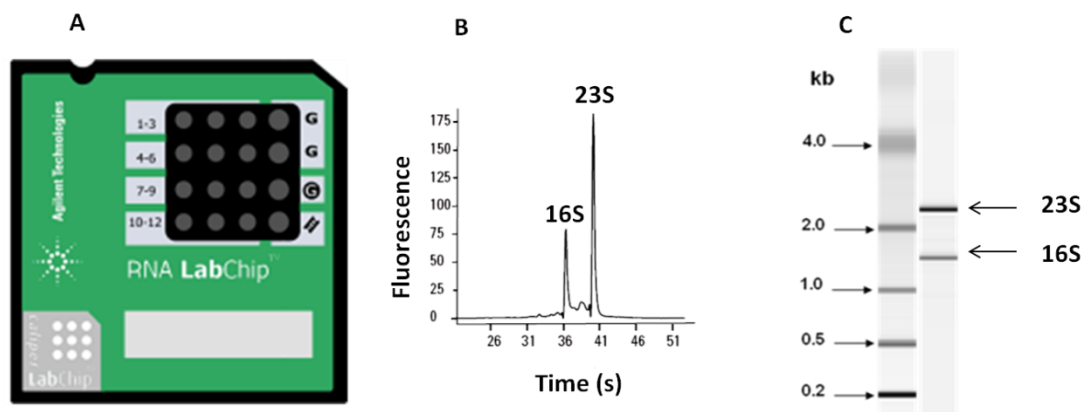 A
Agilent Technologies
1-3
G
4-6
G
7-9
G
10-12
RNA LabChip™
caliper
LabChip
B
Fluorescence
175
150
125
100
75
50
25
0
23S
16S
26 31 36 41 46 51
Time (s)
C
kb
4.0
2.0
1.0
0.5
0.2
23S
16S